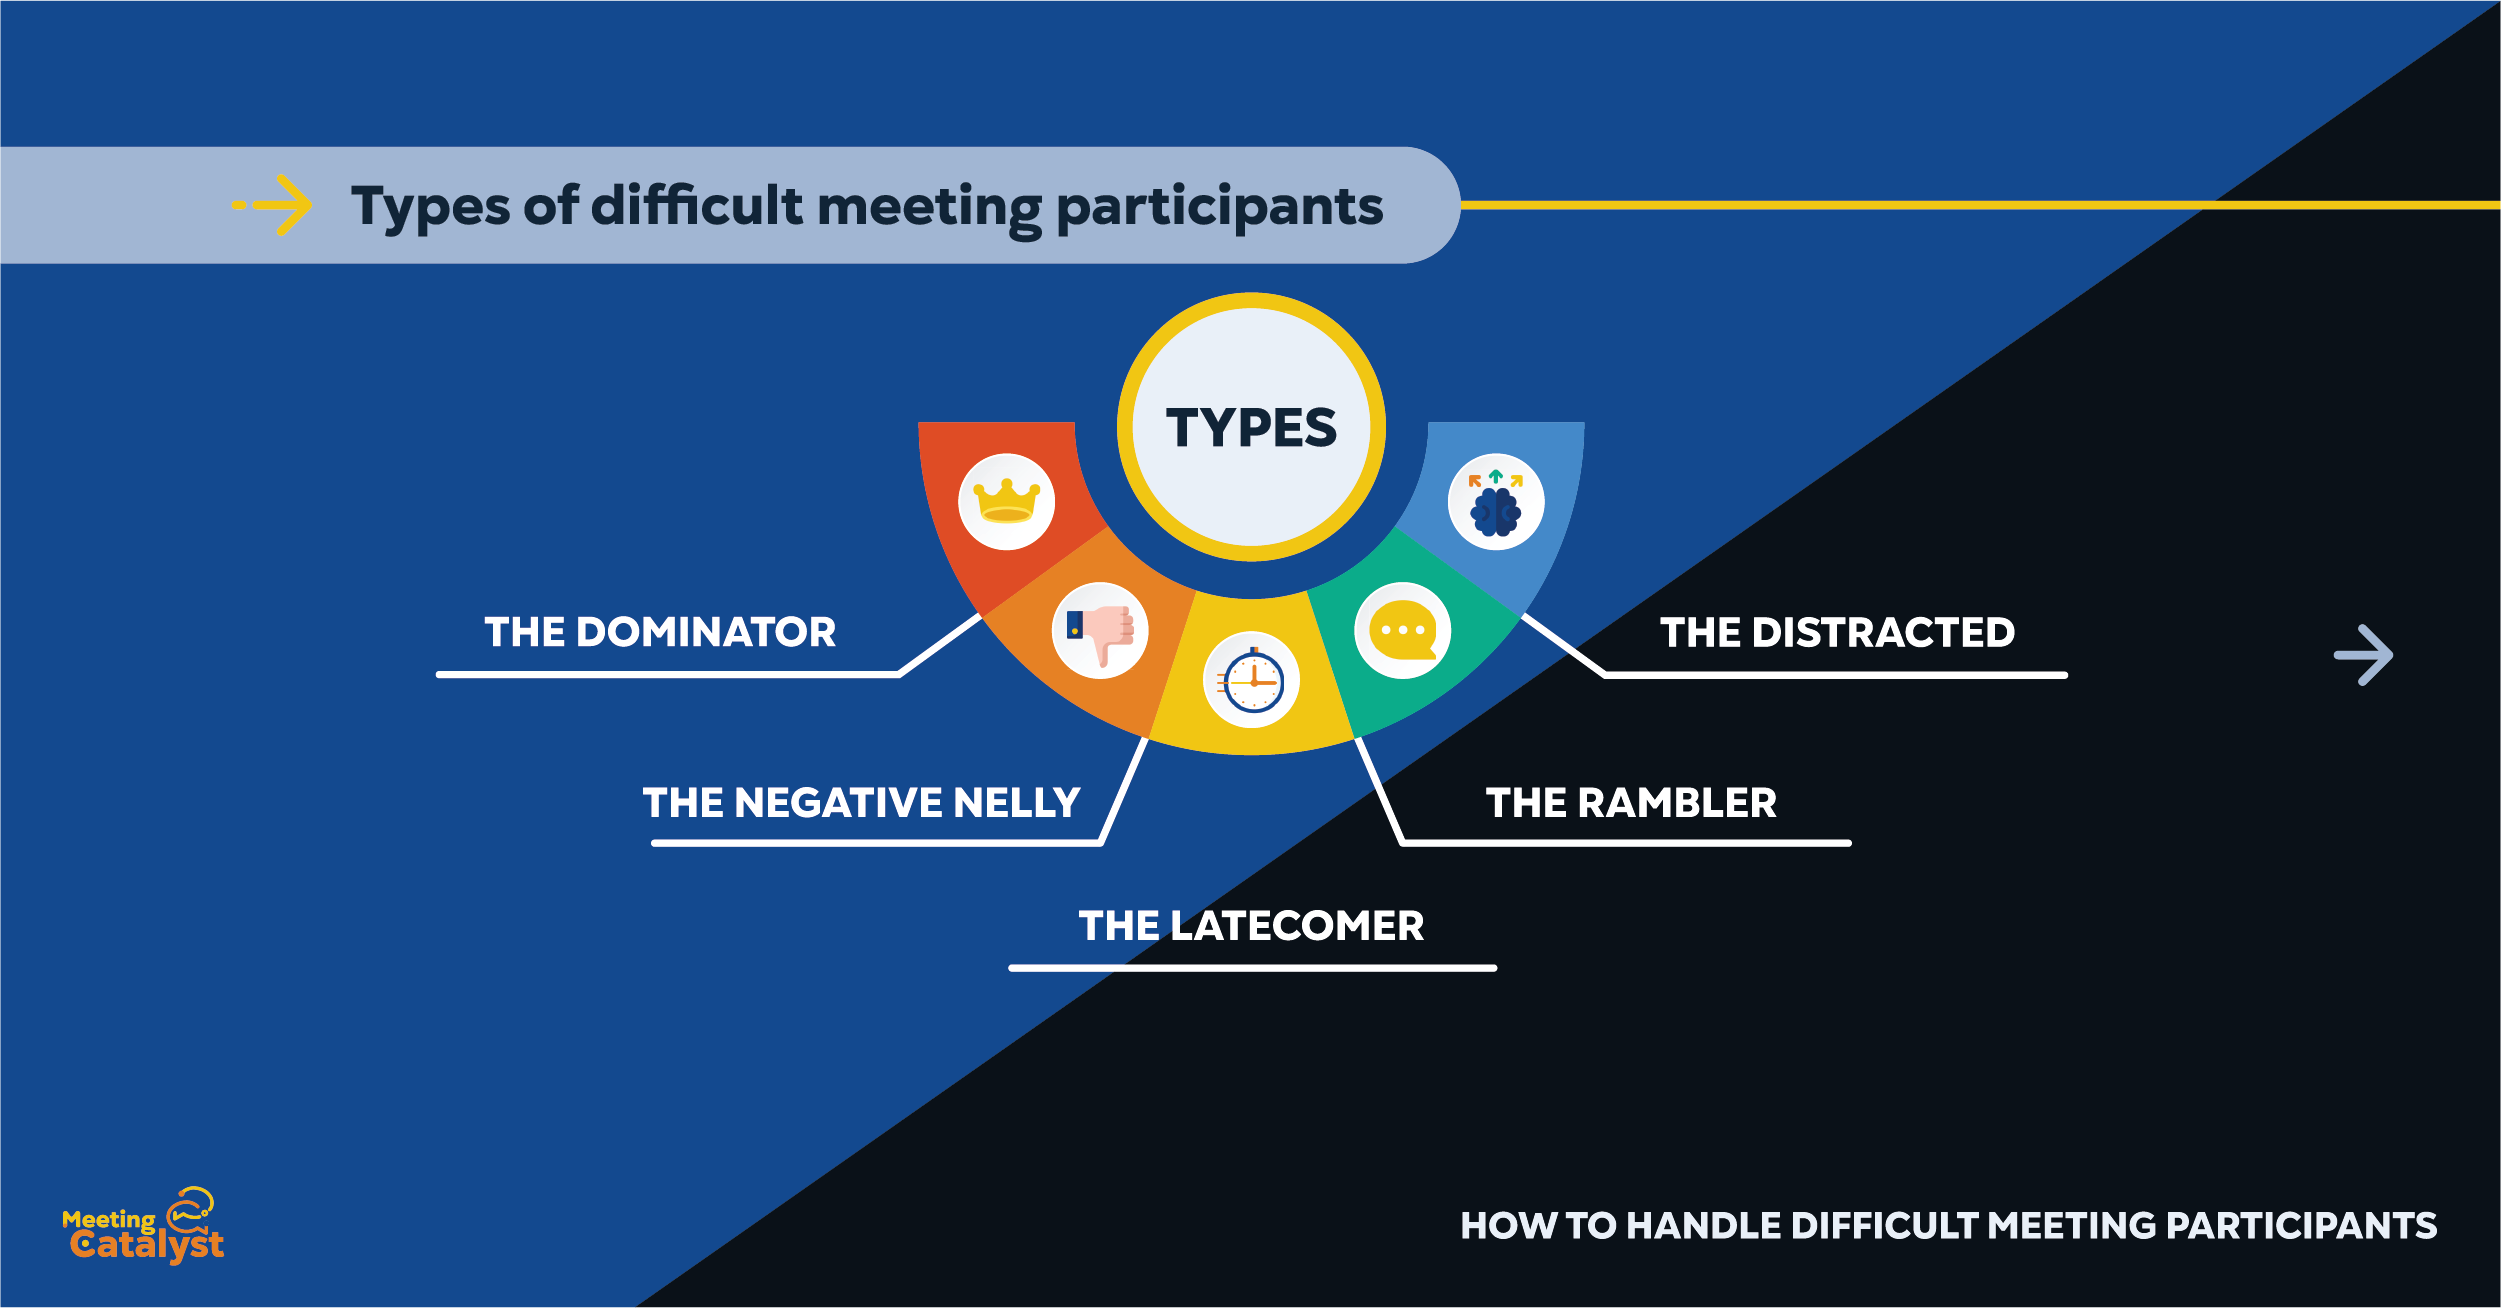 Types of difficult meeting participants
TYPES
THE DOMINATOR
THE DISTRACTED
THE NEGATIVE NELLY
THE RAMBLER
THE LATECOMER
Meeting
Catalyst
HOW TO HANDLE DIFFICULT MEETING PARTICIPANTS